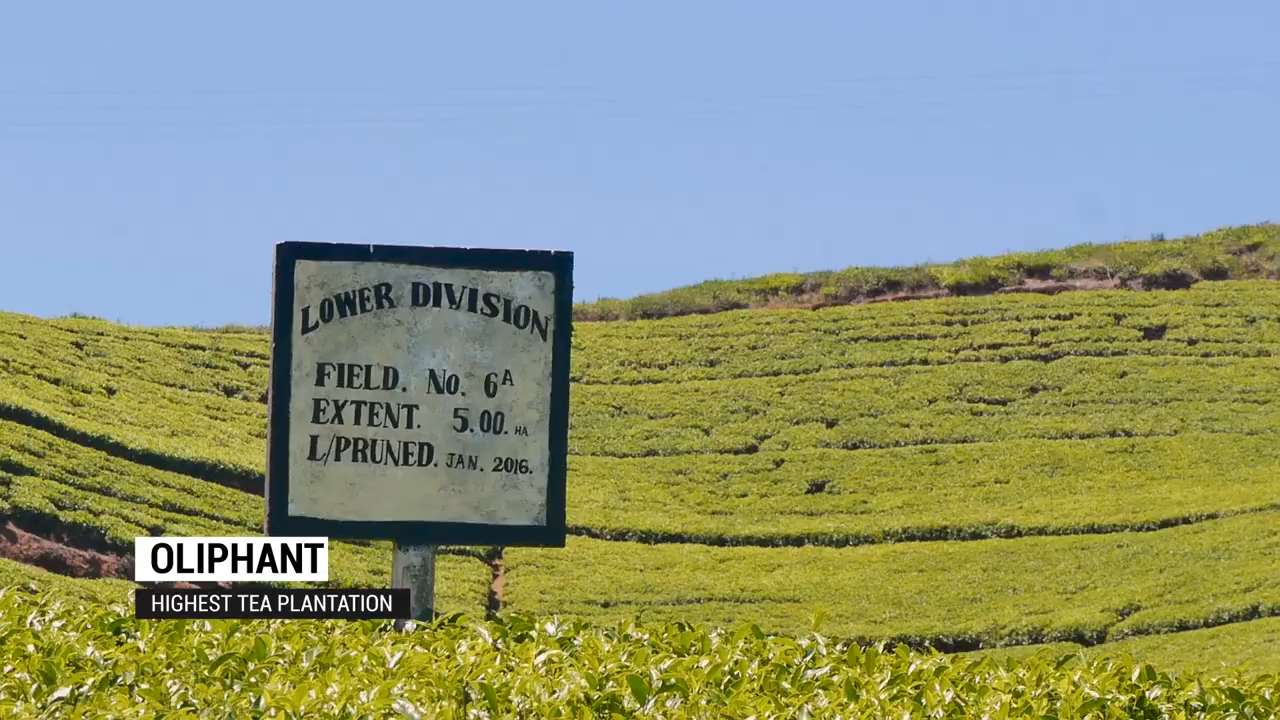 LOWER DIVISION
FIELD. No. 6A
EXTENT. 5.00. HA
L/PRUNED. JAN. 2016.
OLIPHANT
HIGHEST TEA PLANTATION